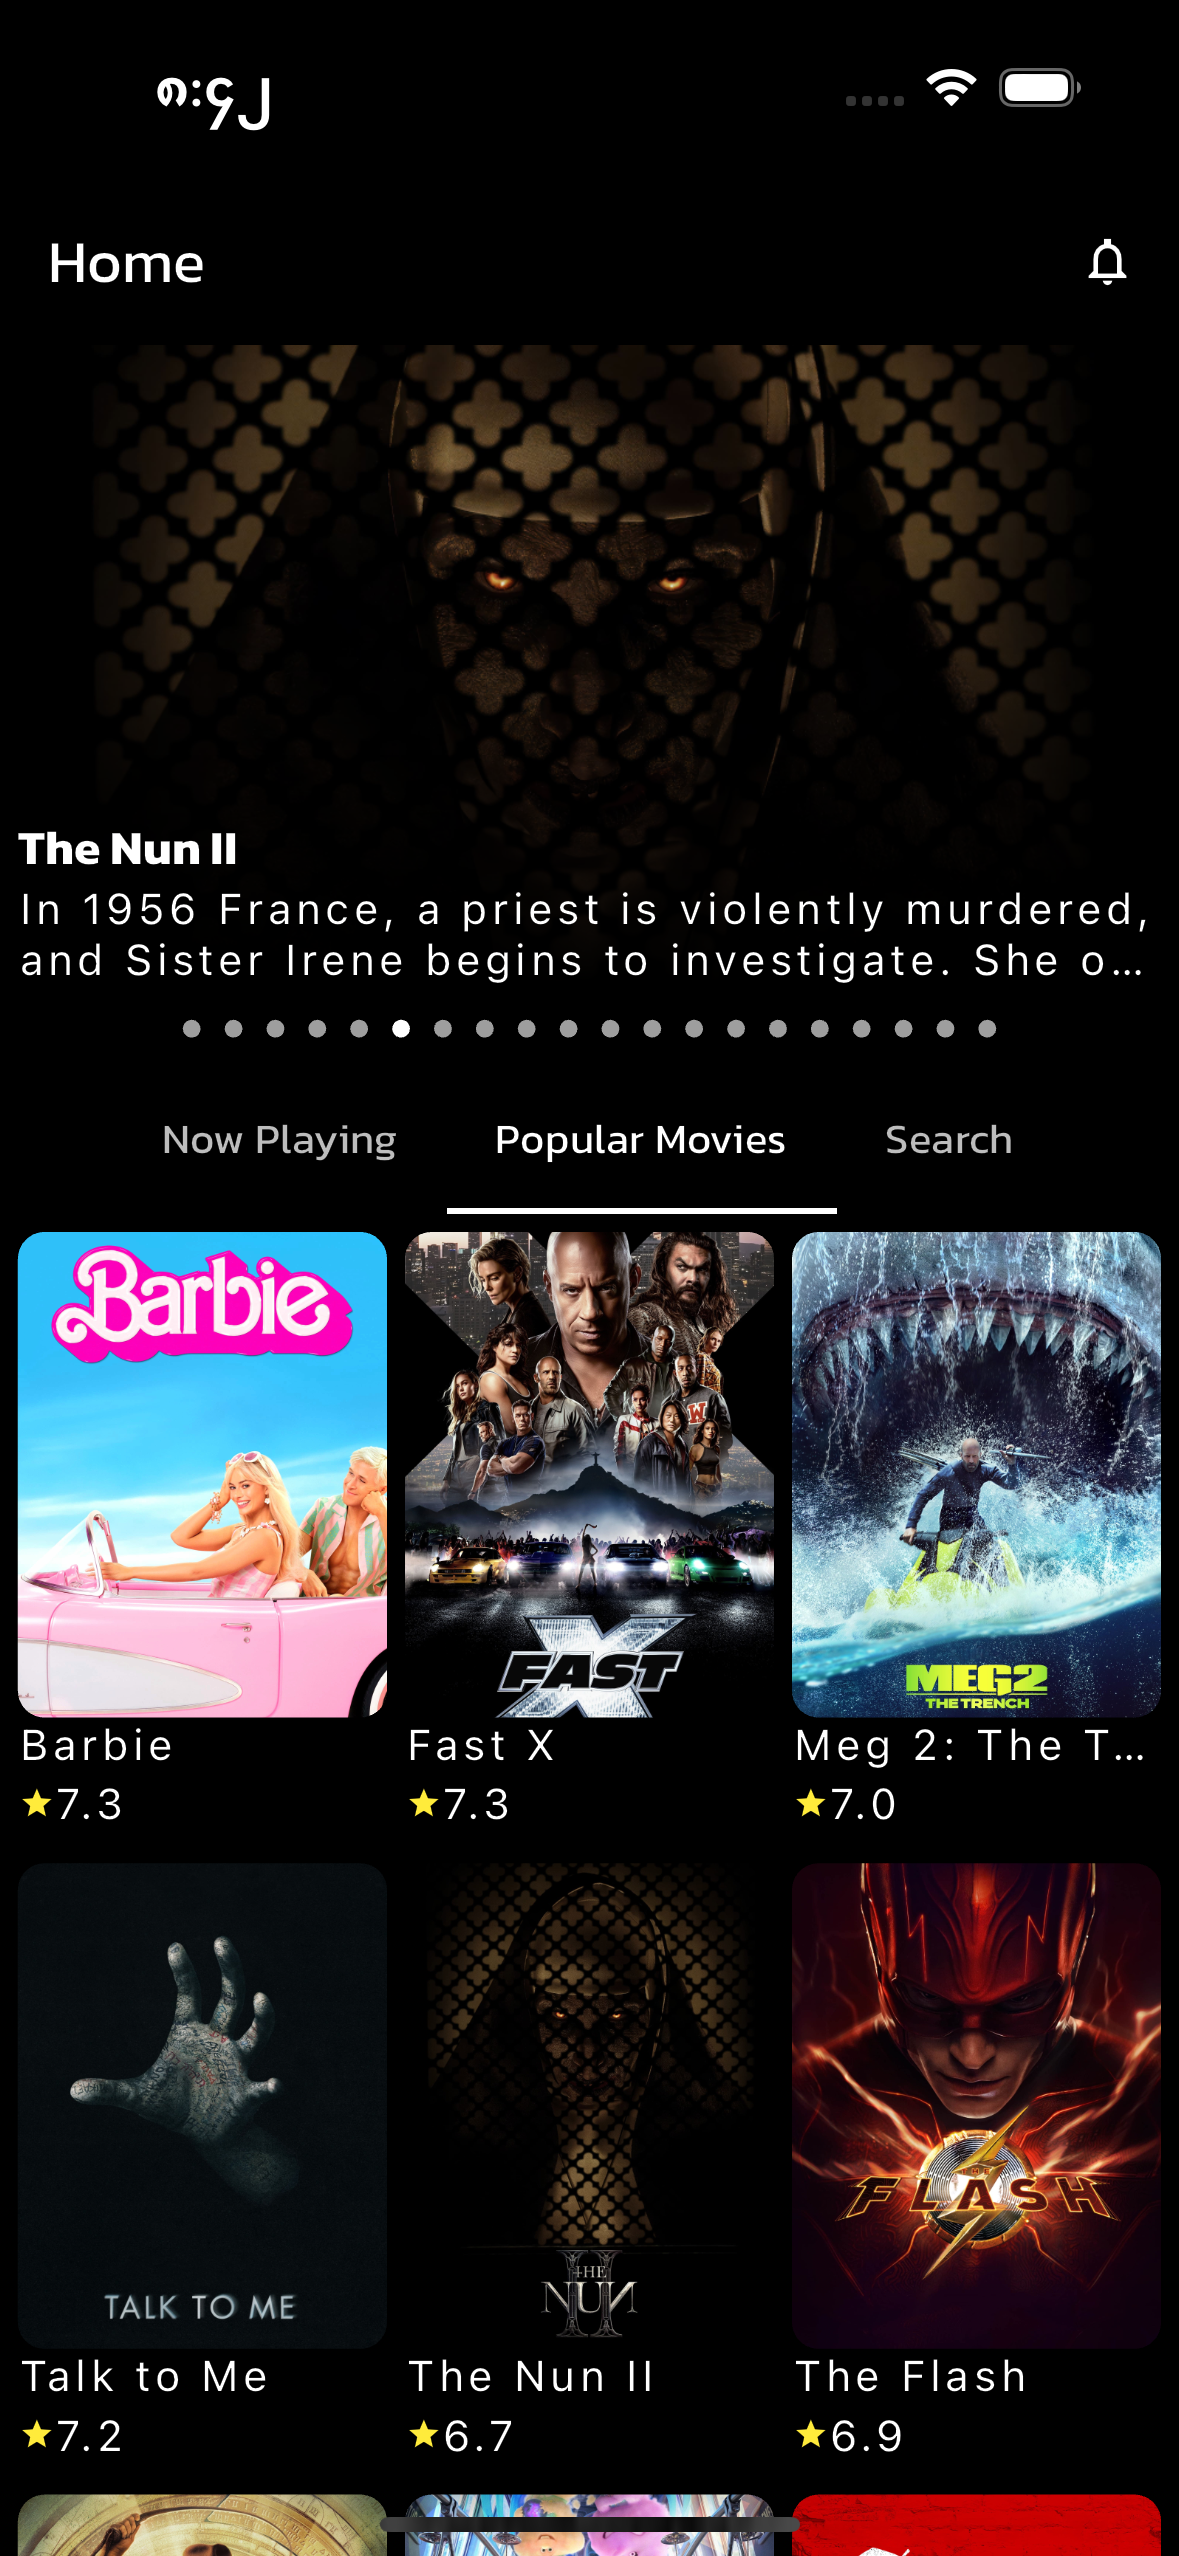 ၈:၄၂
Home
The Nun II
In 1956 France, a priest is violently murdered,
and Sister Irene begins to investigate. She o...
Now Playing
Popular Movies
Search
Barbie
FAST X
MEG2
THE TRENCH
Barbie
Fast X
Meg 2: The T...
7.3
7.3
7.0
TALK TO ME
THE NUN II
THE FLASH
Talk to Me
The Nun II
The Flash
7.2
6.7
6.9